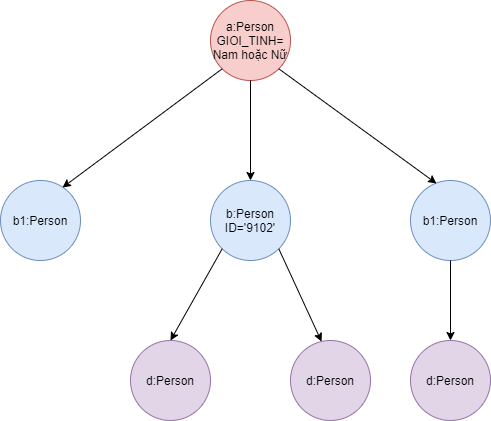 a:Person
GIOI_TINH=
Nam hoặc Nữ
b1:Person
b:Person
ID='9102'
b1:Person
d:Person
d:Person
d:Person